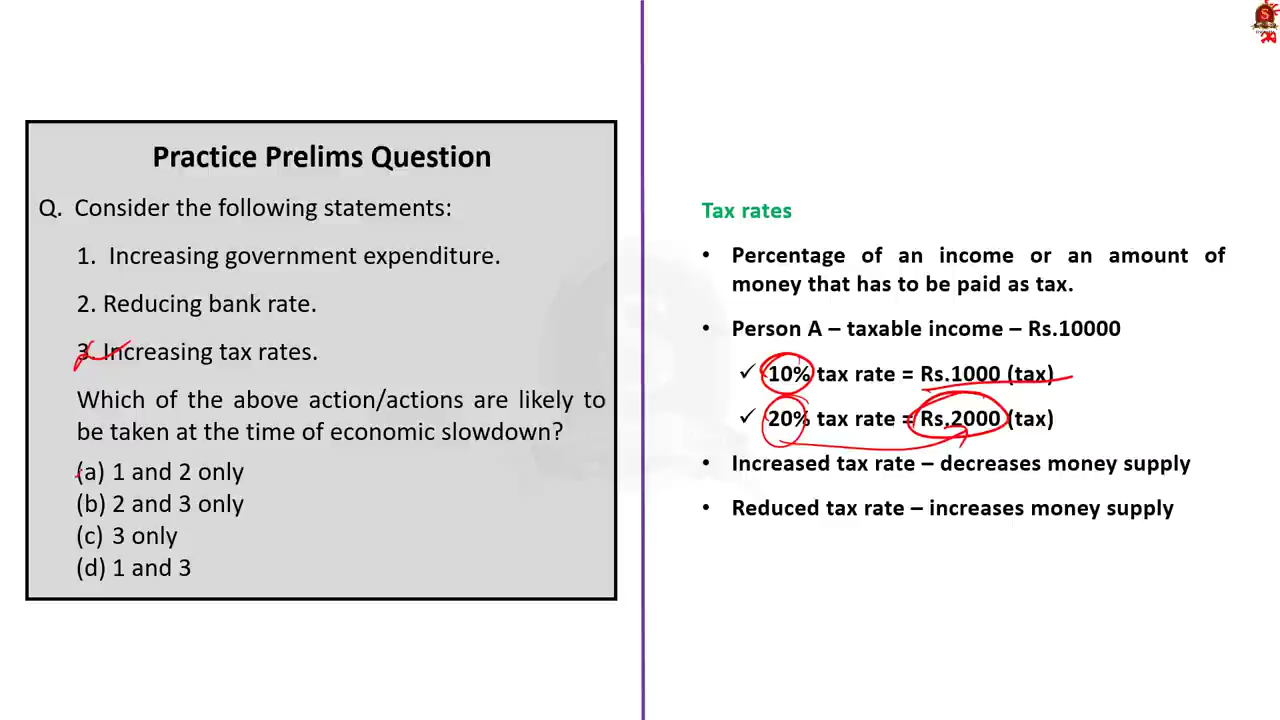 Practice Prelims Question
Q. Consider the following statements:
1. Increasing government expenditure.
2. Reducing bank rate.
3. Increasing tax rates.
Which of the above action/actions are likely to
be taken at the time of economic slowdown?
(a) 1 and 2 only
(b) 2 and 3 only
(c) 3 only
(d) 1 and 3
Tax rates
• Percentage of an income or an amount of
money that has to be paid as tax.
• Person A – taxable income – Rs.10000
✓ 10% tax rate = Rs.1000 (tax)
✓ 20% tax rate = Rs.2000 (tax)
• Increased tax rate – decreases money supply
• Reduced tax rate – increases money supply